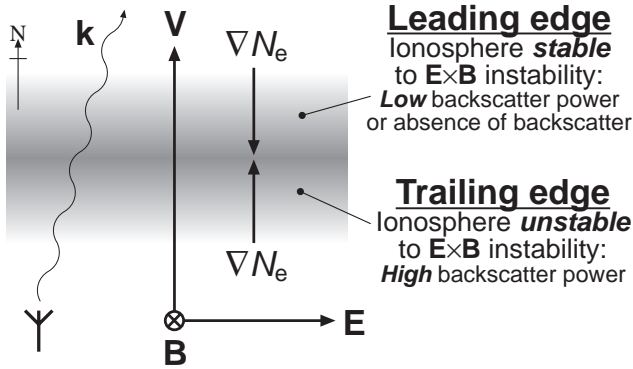 N
k
V
∇Ne
Leading edge
Ionosphere stable
to E×B instability:
Low backscatter power
or absence of backscatter
Trailing edge
Ionosphere unstable
to E×B instability:
High backscatter power
∇Ne
E
B